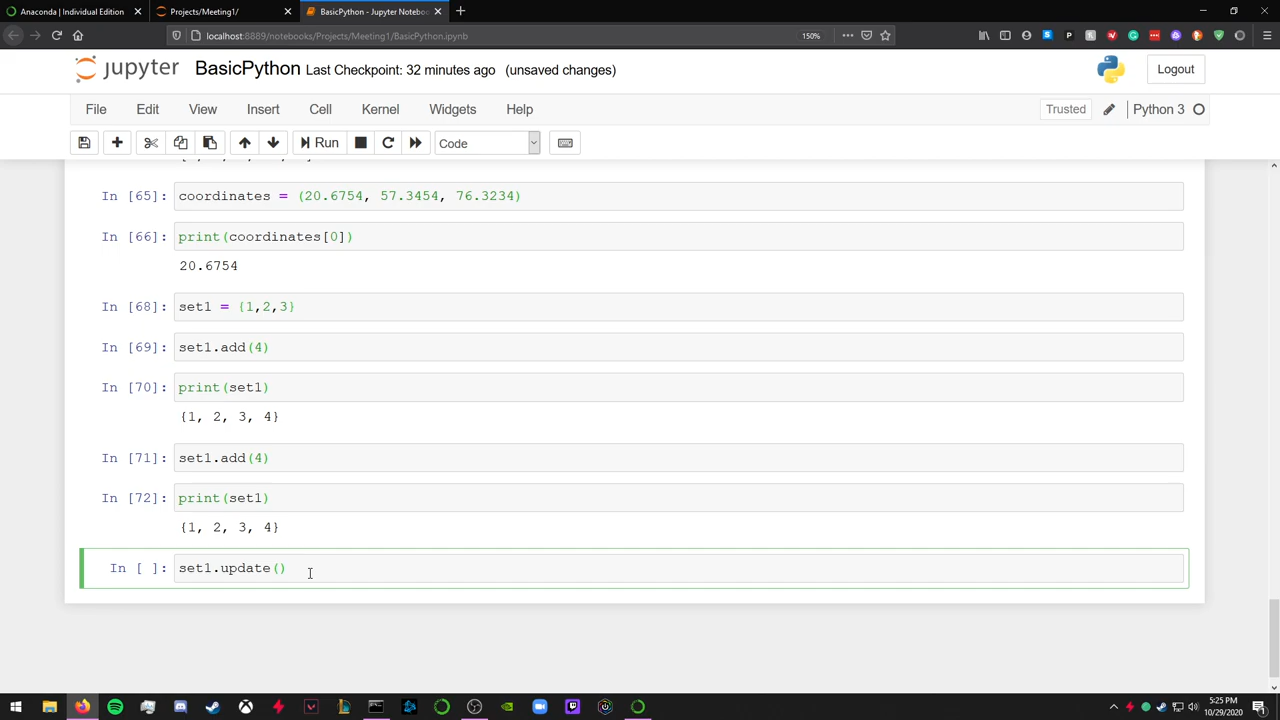 Anaconda | Individual Edition
Projects/Meeting1/
BasicPython - Jupyter Noteboo
localhost:8889/notebooks/Projects/Meeting1/BasicPython.ipynb
150%
jupyter
BasicPython Last Checkpoint: 32 minutes ago (unsaved changes)
Logout
File Edit View Insert Cell Kernel Widgets Help
Trusted
Python 3
Run
Code
In [65]: coordinates = (20.6754, 57.3454, 76.3234)
In [66]: print(coordinates[0])
20.6754
In [68]: set1 = {1,2,3}
In [69]: set1.add(4)
In [70]: print(set1)
{1, 2, 3, 4}
In [71]: set1.add(4)
In [72]: print(set1)
{1, 2, 3, 4}
In [ ]: set1.update()
5:25 PM
10/29/2020